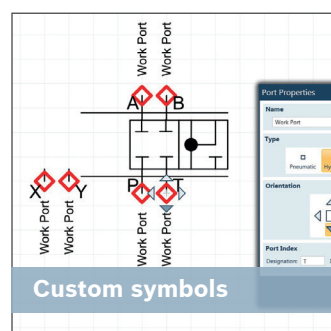 Work Port
Work Port
A
B
X
Y
P
T
Work Port
Work Port
Work Port
Work Port
Port Properties
Name
Work Port
Type
Pneumatic
Orientation
Port Index
Designation: T
Custom symbols